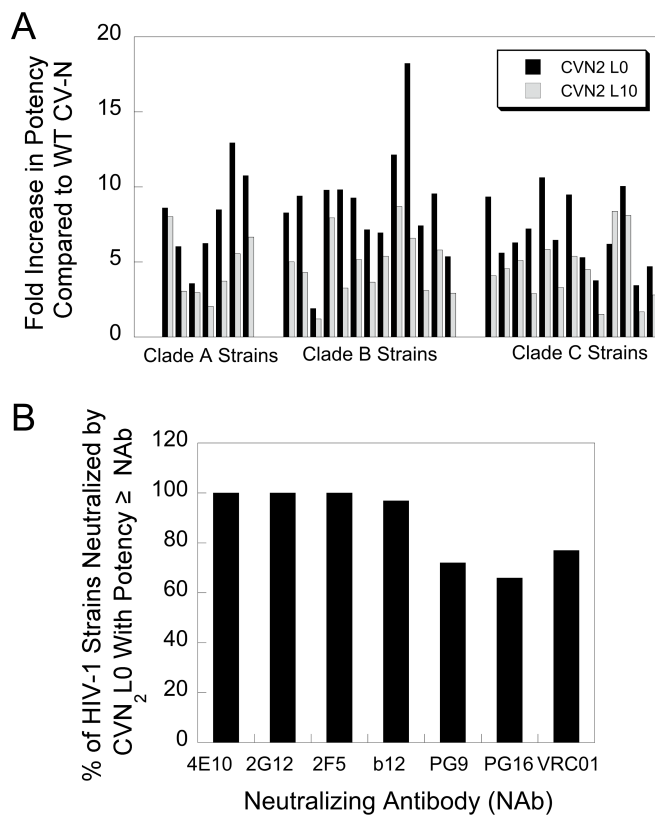 A
Fold Increase in Potency
Compared to WT CV-N
20
15
10
5
0
CVN2 L0
CVN2 L10
Clade A Strains
Clade B Strains
Clade C Strains
B
% of HIV-1 Strains Neutralized by
CVN2 L0 With Potency ≥ NAb
120
100
80
60
40
20
0
4E10 2G12 2F5 b12 PG9 PG16 VRC01
Neutralizing Antibody (NAb)